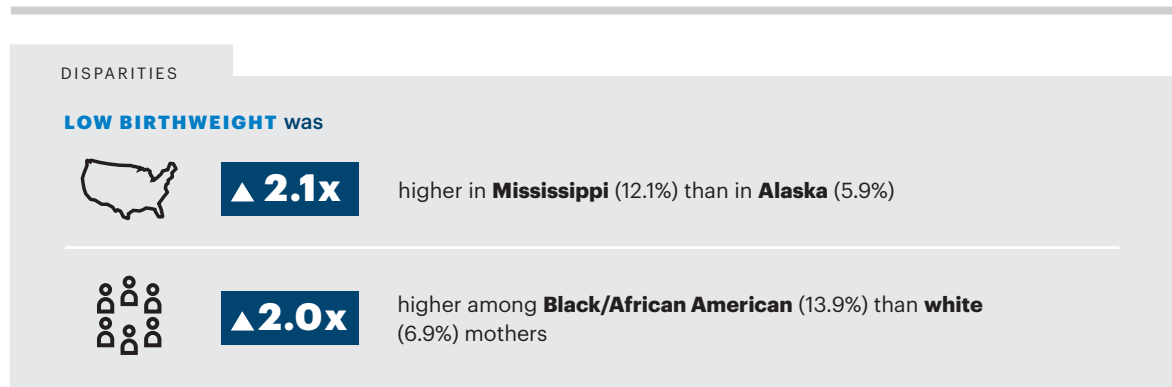 DISPARITIES
LOW BIRTHWEIGHT was
▲ 2.1x
higher in Mississippi (12.1%) than in Alaska (5.9%)
▲2.0x
higher among Black/African American (13.9%) than white
(6.9%) mothers